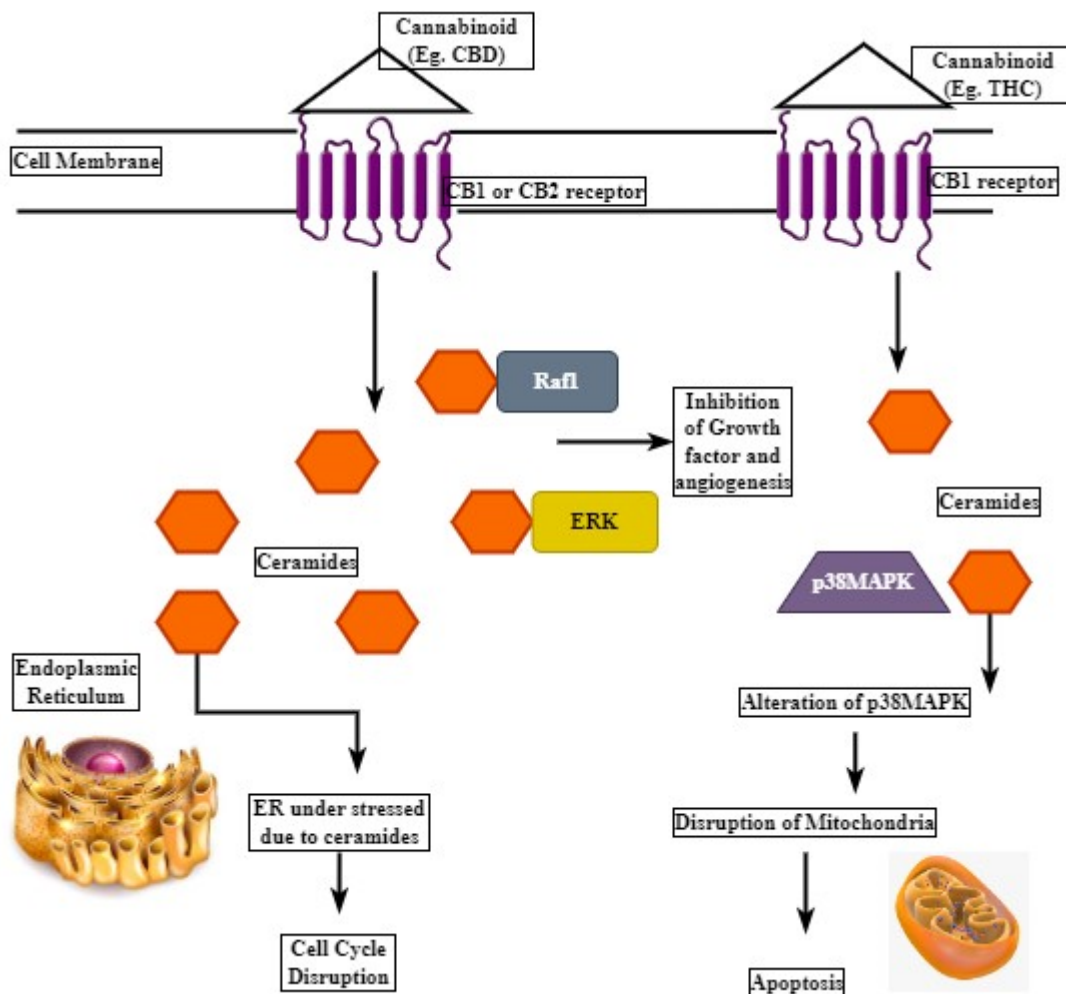 Cannabinoid
(Eg. CBD)
Cannabinoid
(Eg. THC)
Cell Membrane
CB1 or CB2 receptor
CB1 receptor
Raf1
Inhibition
of Growth
factor and
angiogenesis
ERK
Ceramides
Ceramides
p38MAPK
Endoplasmic
Reticulum
Alteration of p38MAPK
ER under stressed
due to ceramides
Disruption of Mitochondria
Cell Cycle
Disruption
Apoptosis